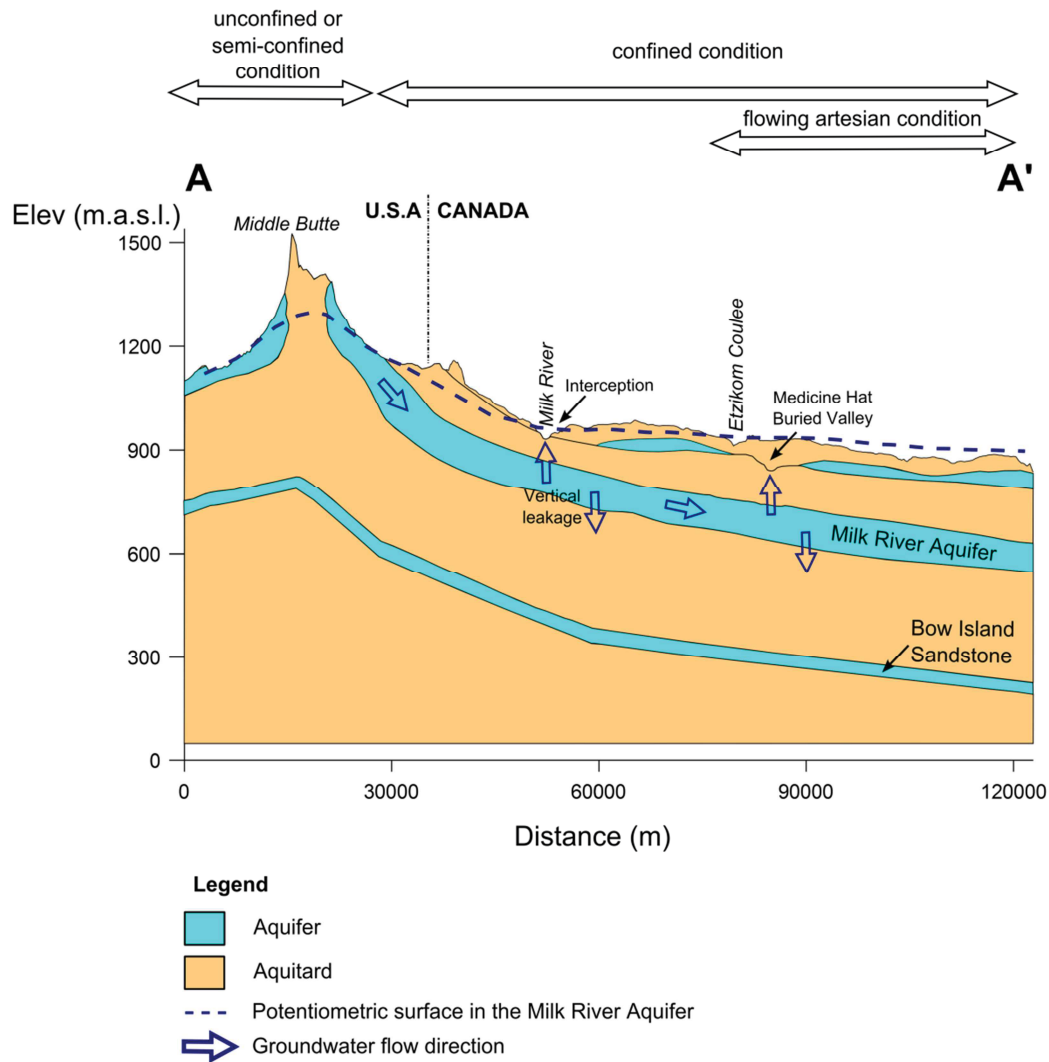 unconfined or
semi-confined
condition
confined condition
flowing artesian condition
A
A'
Elev (m.a.s.l.)
Middle Butte
U.S.A
CANADA
1500
1200
900
600
300
0
Milk River
Interception
Etzikom Coulee
Medicine Hat
Buried Valley
Vertical
leakage
Milk River Aquifer
Bow Island
Sandstone
0
30000
60000
90000
120000
Distance (m)
Legend
Aquifer
Aquitard
Potentiometric surface in the Milk River Aquifer
Groundwater flow direction